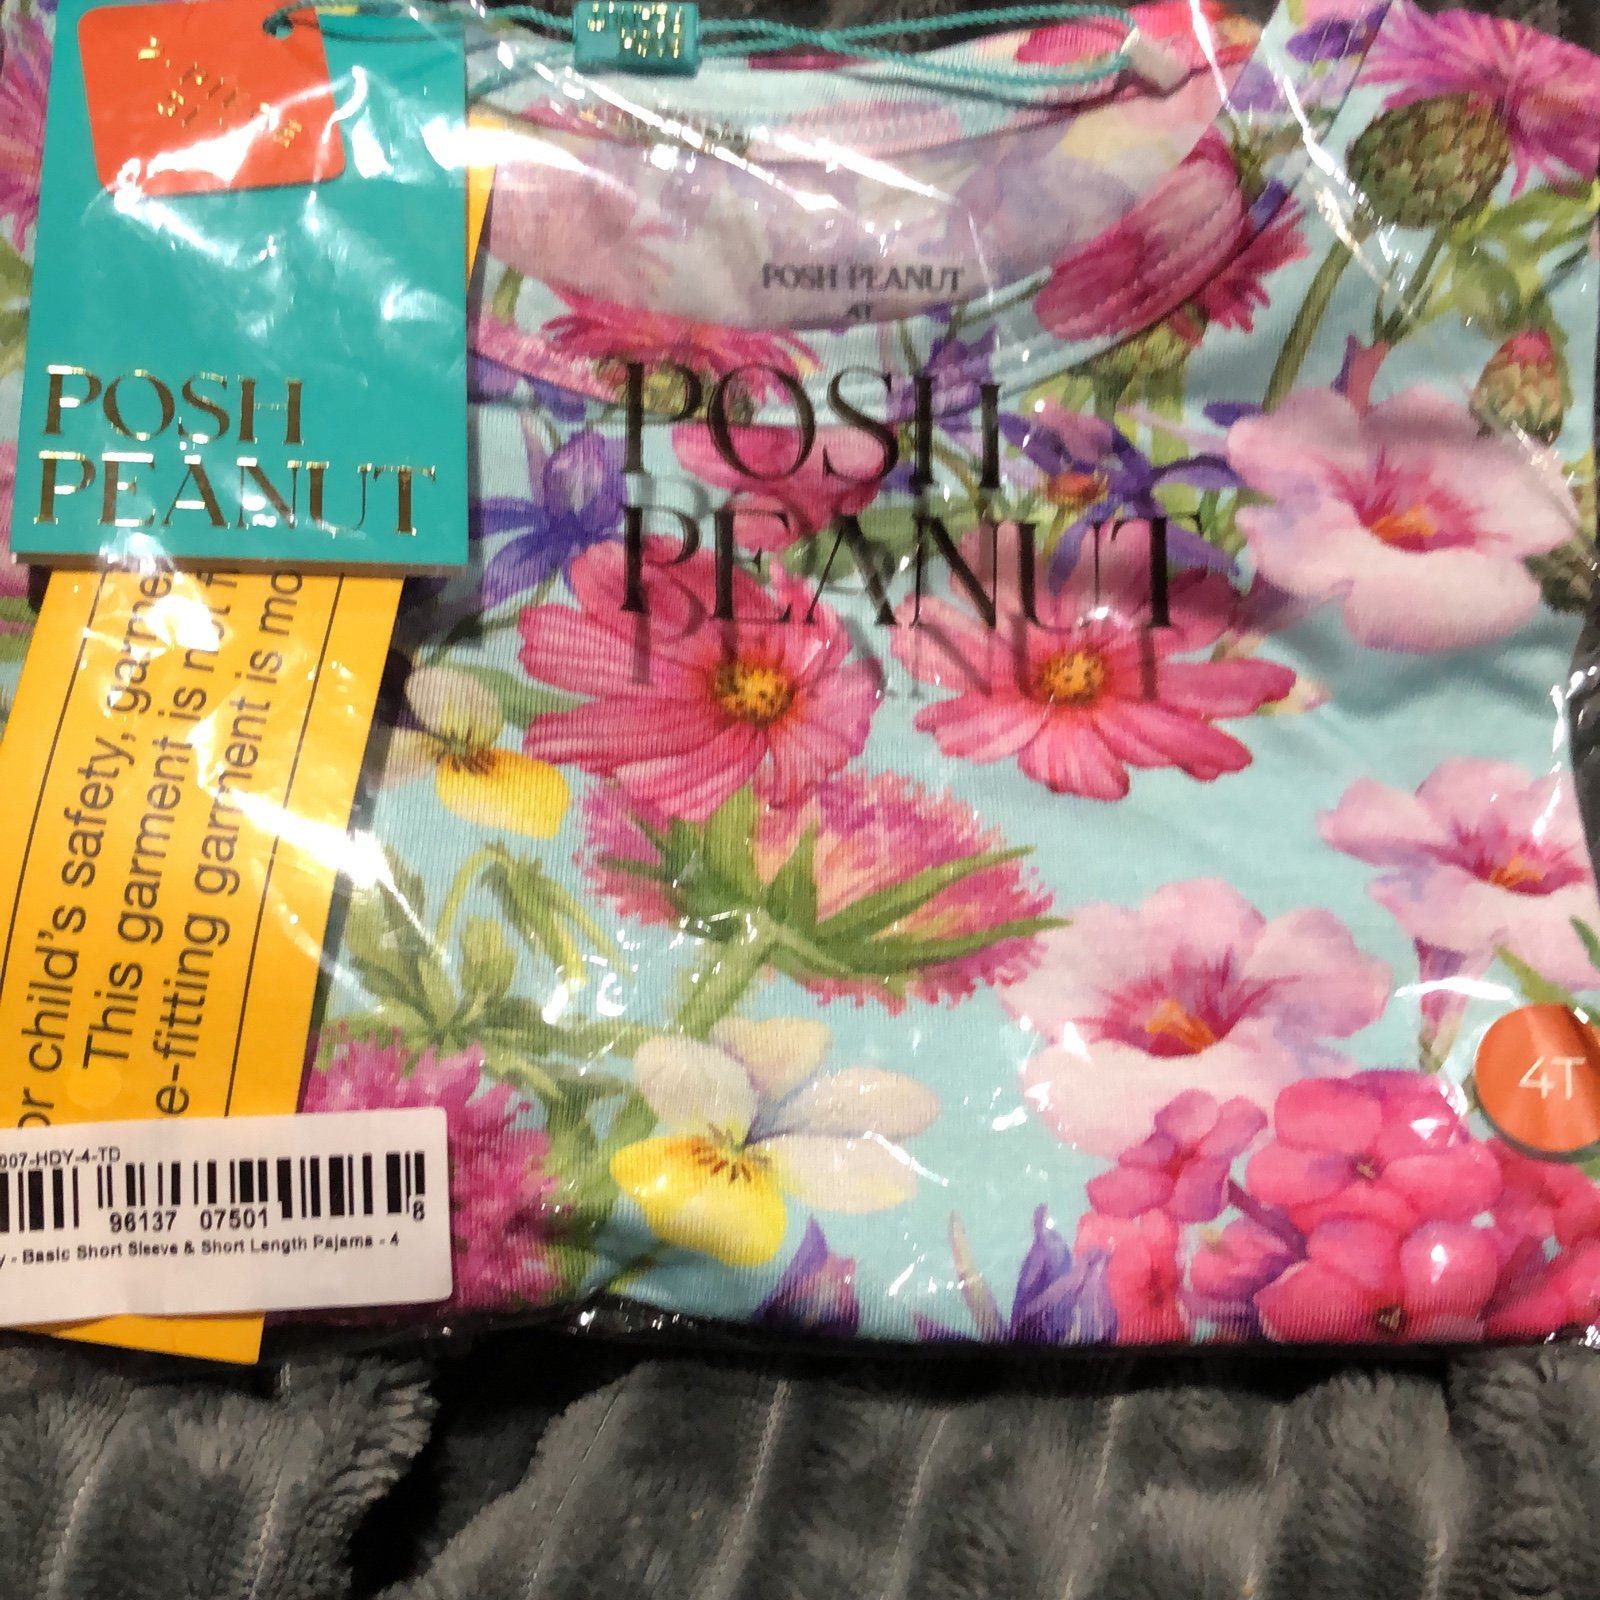 POSH PEANUT
4T
POSH
PEANUT
POSH
PEANUT
child's safety,
This garment is not
garment is
4T
007-HDY-4-TD
96137 07501 8
- Basic Short Sleeve & Short Length Pajama - 4